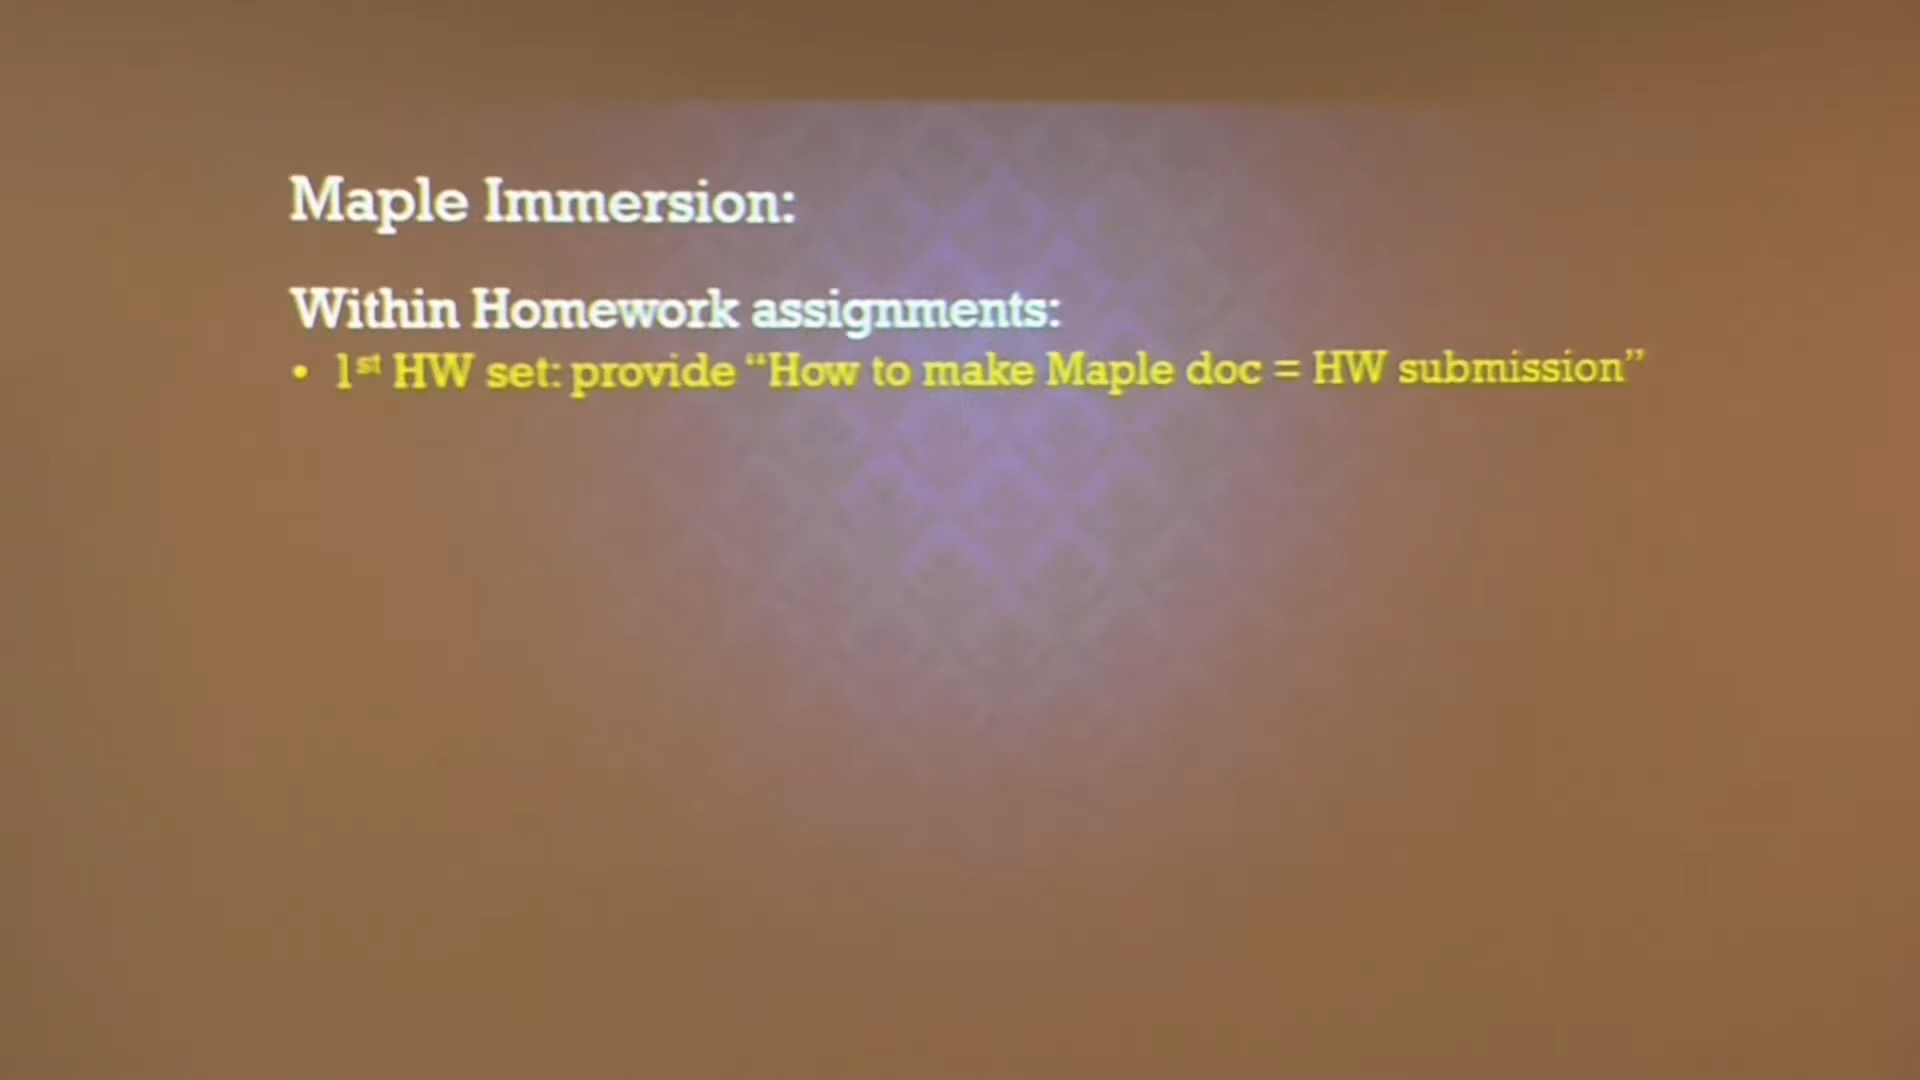 Maple Immersion:
Within Homework assignments:
• 1st HW set: provide “How to make Maple doc = HW submission”